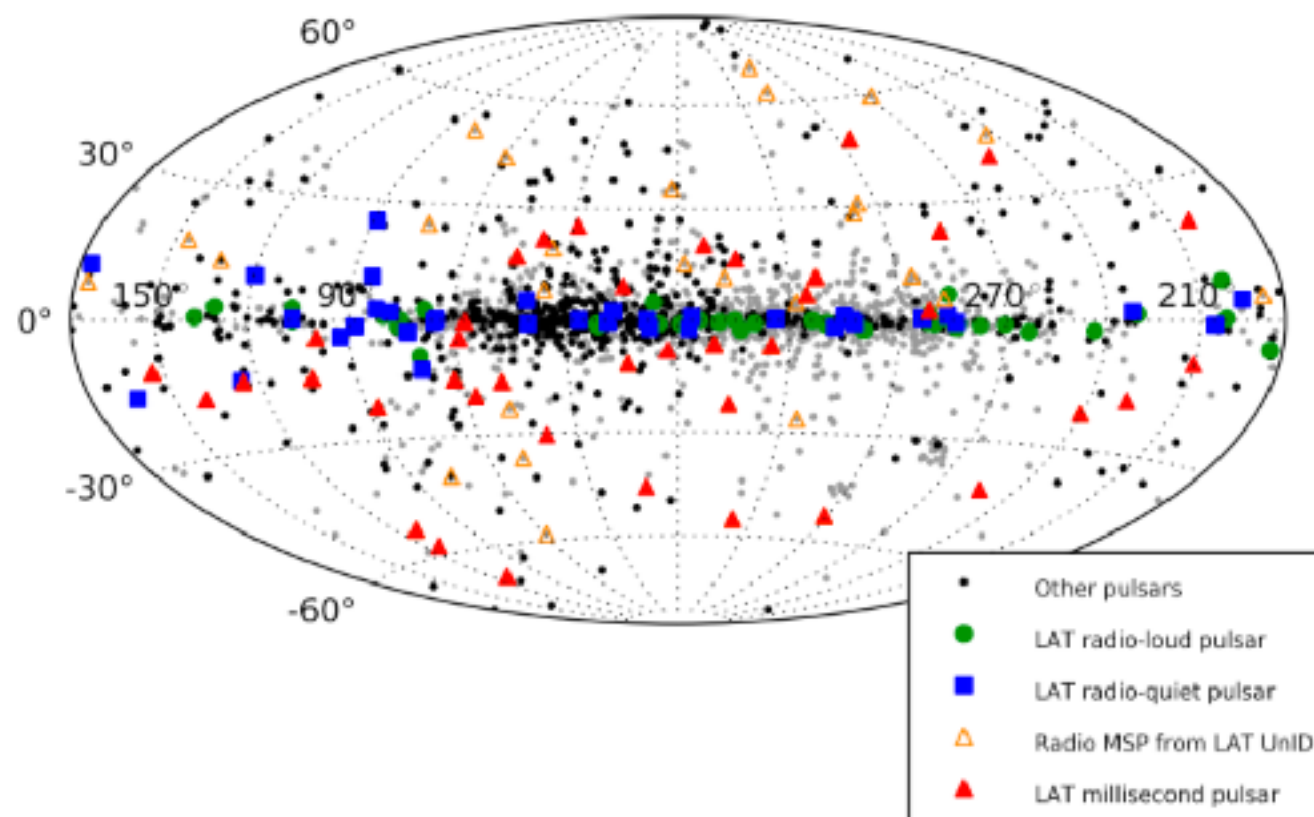 60°
30°
150° 90° 270° 210°
0°
-30°
-60°
Other pulsars
LAT radio-loud pulsar
LAT radio-quiet pulsar
Radio MSP from LAT UnID
LAT millisecond pulsar